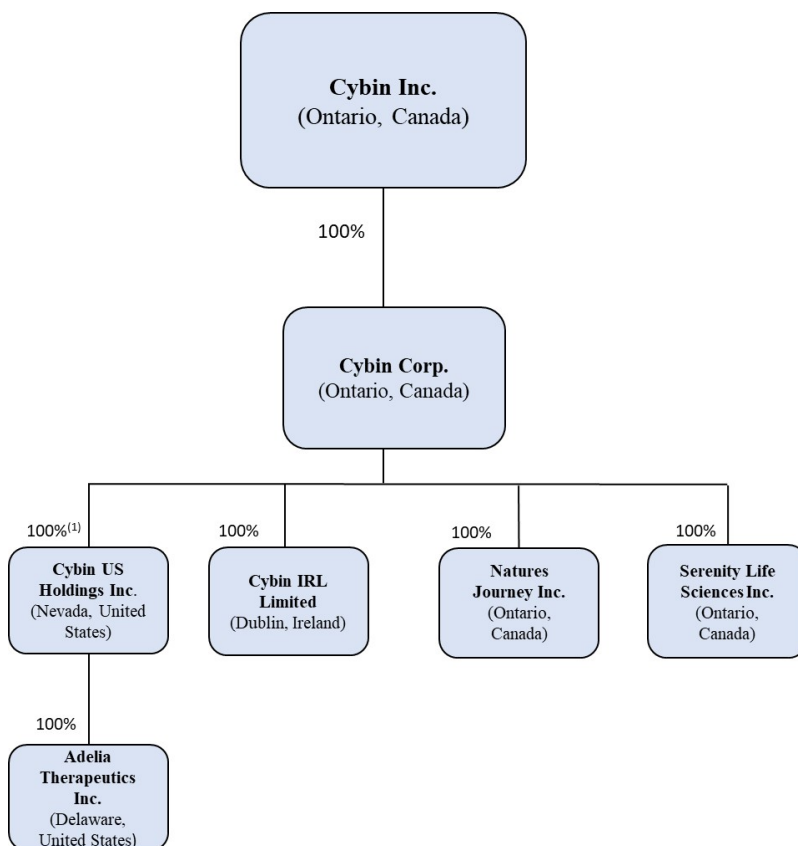 Cybin Inc.
(Ontario, Canada)
100%
Cybin Corp.
(Ontario, Canada)
100%(1)
Cybin US
Holdings Inc.
(Nevada, United
States)
100%
Cybin IRL
Limited
(Dublin, Ireland)
100%
Natures
Journey Inc.
(Ontario,
Canada)
100%
Serenity Life
Sciences Inc.
(Ontario,
Canada)
100%
Adelia
Therapeutics
Inc.
(Delaware,
United States)